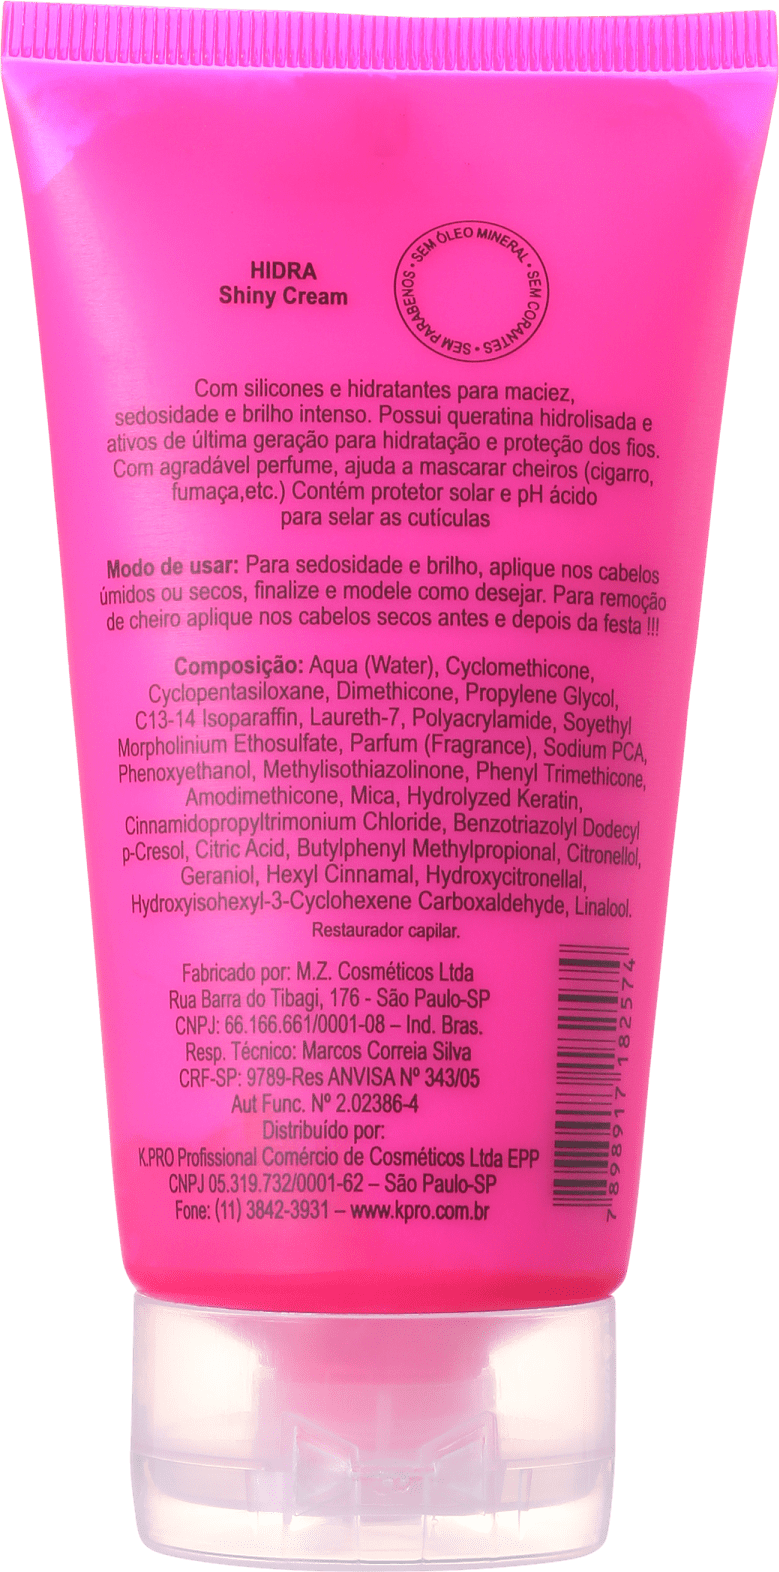 HIDRA
Shiny Cream
SEM ÓLEO MINERAL • SEM CORANTES • SEM PARABENOS •
Com silicones e hidratantes para maciez,
sedosidade e brilho intenso. Possui queratina hidrolisada e
ativos de última geração para hidratação e proteção dos fios.
Com agradável perfume, ajuda a mascarar cheiros (cigarro,
fumaça,etc.) Contém protetor solar e pH ácido
para selar as cutículas
Modo de usar: Para sedosidade e brilho, aplique nos cabelos
úmidos ou secos, finalize e modele como desejar. Para remoção
de cheiro aplique nos cabelos secos antes e depois da festa !!!
Composição: Aqua (Water), Cyclomethicone,
Cyclopentasiloxane, Dimethicone, Propylene Glycol,
C13-14 Isoparaffin, Laureth-7, Polyacrylamide, Soyethyl
Morpholinium Ethosulfate, Parfum (Fragrance), Sodium PCA,
Phenoxyethanol, Methylisothiazolinone, Phenyl Trimethicone,
Amodimethicone, Mica, Hydrolyzed Keratin,
Cinnamidopropyltrimonium Chloride, Benzotriazolyl Dodecyl
p-Cresol, Citric Acid, Butylphenyl Methylpropional, Citronellol,
Geraniol, Hexyl Cinnamal, Hydroxycitronellal,
Hydroxyisohexyl-3-Cyclohexene Carboxaldehyde, Linalool.
Restaurador capilar.
Fabricado por: M.Z. Cosméticos Ltda
Rua Barra do Tibagi, 176 - São Paulo-SP
CNPJ: 66.166.661/0001-08 – Ind. Bras.
Resp. Técnico: Marcos Correia Silva
CRF-SP: 9789-Res ANVISA Nº 343/05
Aut Func. Nº 2.02386-4
Distribuído por:
K.PRO Profissional Comércio de Cosméticos Ltda EPP
CNPJ 05.319.732/0001-62 – São Paulo-SP
Fone: (11) 3842-3931 – www.kpro.com.br
7 898917 182574